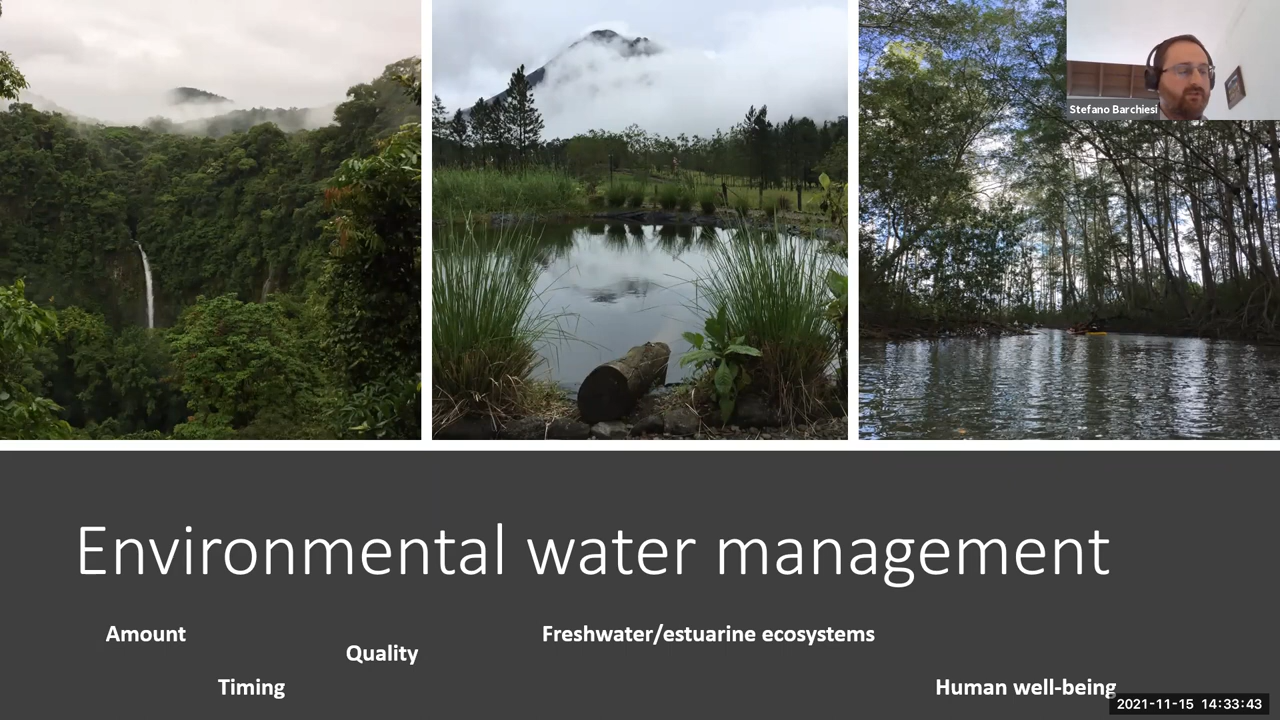 Stefano Barchiesi
Environmental water management
Amount
Freshwater/estuarine ecosystems
Quality
Timing
Human well-being
2021-11-15 14:33:43